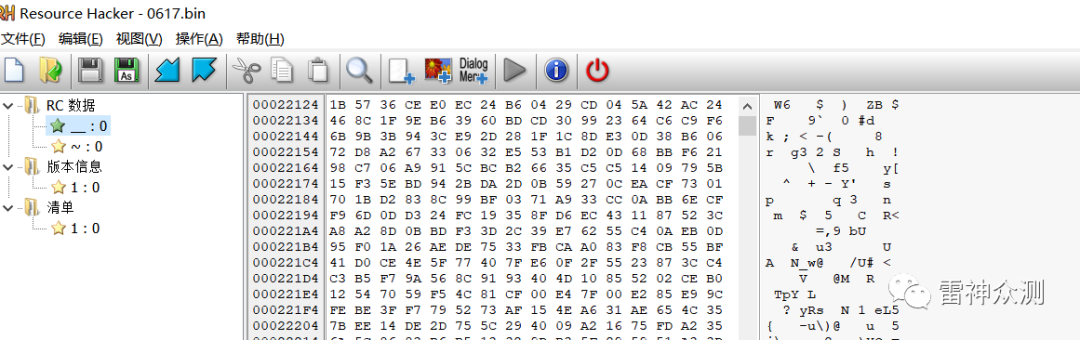 Resource Hacker - 0617.bin
文件(F) 编辑(E) 视图(V) 操作(A) 帮助(H)
As Dialog Menu
RC 数据
__ : 0
~ : 0
版本信息
1 : 0
清单
1 : 0
00022124 1B 57 36 CE E0 EC 24 B6 04 29 CD 04 5A 42 AC 24 W6 $ ) ZB $
00022134 46 8C 1F 9E B6 39 60 BD CD 30 99 23 64 C6 C9 F6 F 9` 0 #d
00022144 6B 9B 3B 94 3C E9 2D 28 1F 1C 8D E3 0D 38 B6 06 k ; < -( 8
00022154 72 D8 A2 67 33 06 32 E5 53 B1 D2 0D 68 BB F6 21 r g3 2 S h !
00022164 98 C7 06 A9 91 5C BC B2 66 35 C5 C5 14 09 79 5B \ f5 y[
00022174 15 F3 5E BD 94 2B DA 2D 0B 59 27 0C EA CF 73 01 ^ + - Y' s
00022184 70 1B D2 83 8C 99 BF 03 71 A9 33 CC 0A BB 6E CF p q 3 n
00022194 F9 6D 0D D3 24 FC 19 35 8F D6 EC 43 11 87 52 3C m $ 5 C R<
000221A4 A8 A2 8D 0B BD F3 3D 2C 39 E7 62 55 C4 0A EB 0D =,9 bU
000221B4 95 F0 1A 26 AE DE 75 33 FB CA A0 83 F8 CB 55 BF & u3 U
000221C4 41 D0 CE 4E 5F 77 40 7F E6 0F 2F 55 23 87 3C C4 A N_w@ /U# <
000221D4 C3 B5 F7 9A 56 8C 91 93 40 4D 10 85 52 02 CE B0 V @M R
000221E4 12 54 70 59 F5 4C 81 CF 00 E4 7F 00 E2 85 E9 9C TpY L
000221F4 FE BE 3F F7 79 52 73 AF 15 4E A6 31 AE 65 4C 35 ? yRs N 1 eL5
00022204 7B EE 14 DE 2D 75 5C 29 40 09 A2 16 75 FD A2 35 { -u\)@ u 5
雷神众测